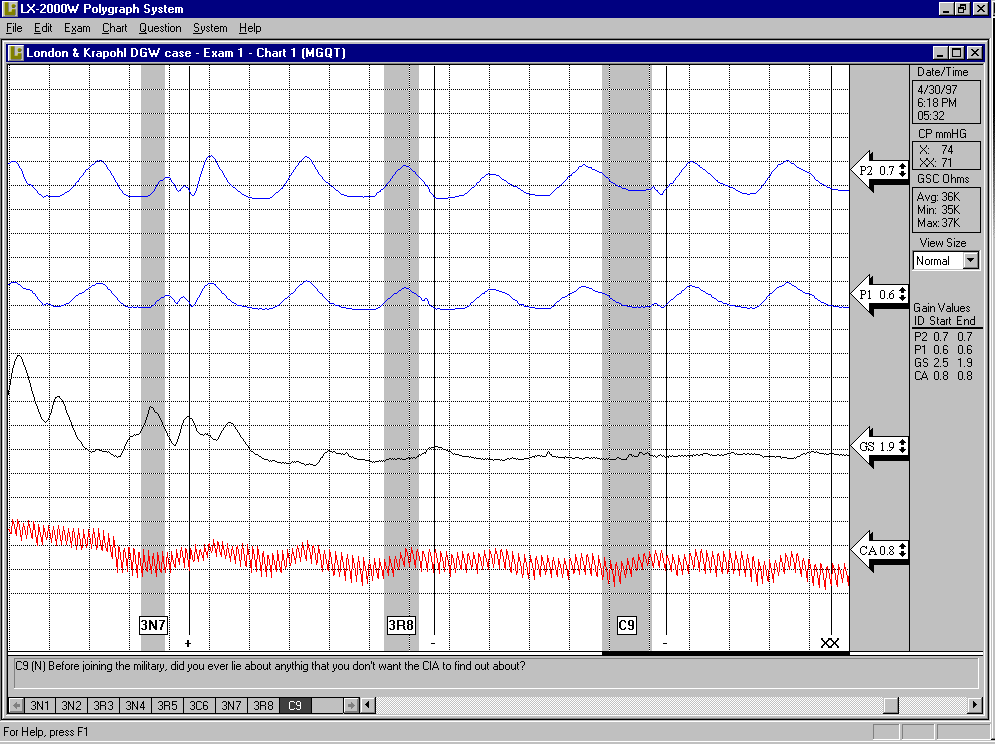 LX-2000W Polygraph System
File Edit Exam Chart Question System Help
London & Krapohl DGW case - Exam 1 - Chart 1 (MGQT)
Date/Time
4/30/97
6:18 PM
05:32
CP mmHG
X: 74
XX: 71
GSC Ohms
Avg: 36K
Min: 35K
Max: 37K
View Size
Normal
Gain Values
ID Start End
P2 0.7 0.7
P1 0.6 0.6
GS 2.5 1.9
CA 0.8 0.8
P2 0.7
P1 0.6
GS 1.9
CA 0.8
3N7 3R8 C9
+ - - XX
C9 (N) Before joining the military, did you ever lie about anythig that you don't want the CIA to find out about?
3N1 3N2 3R3 3N4 3R5 3C6 3N7 3R8 C9
For Help, press F1